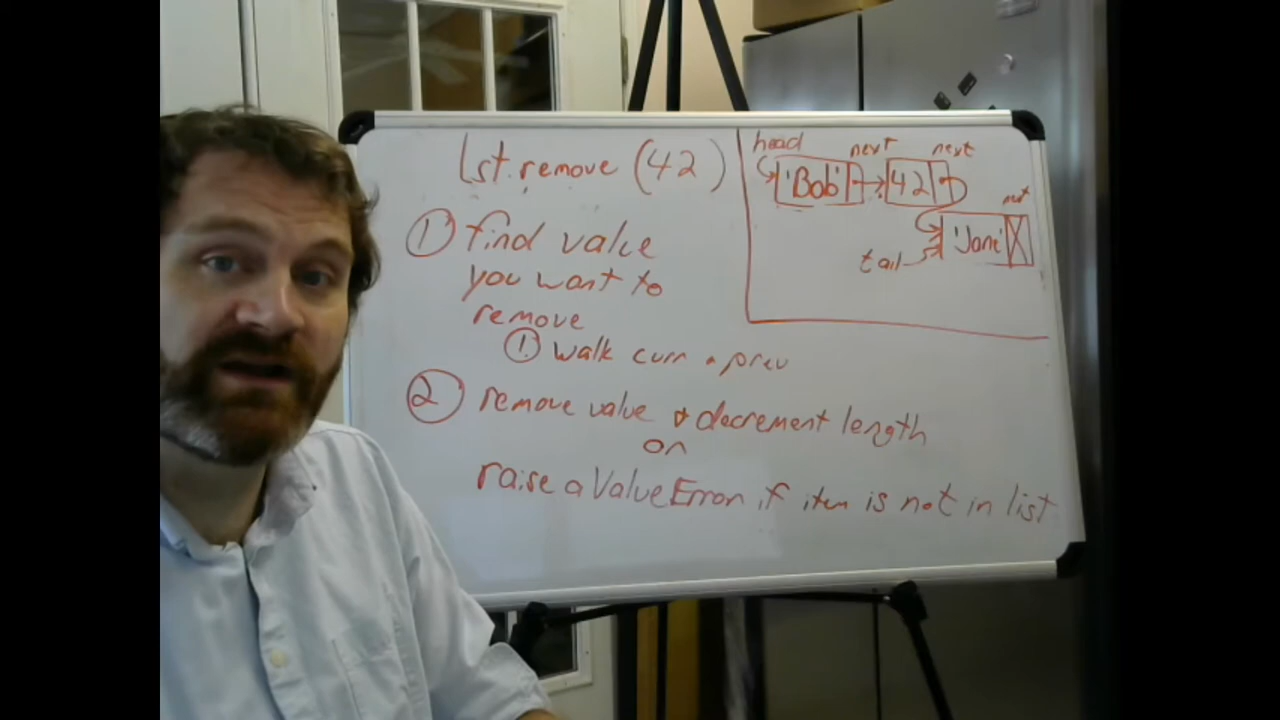 lst.remove (42)
① find value
you want to
remove
① walk curr + prev
② remove value + decrement length
or
raise a ValueError if item is not in list
head
next
next
'Bob'
42
next
'Jane'
tail